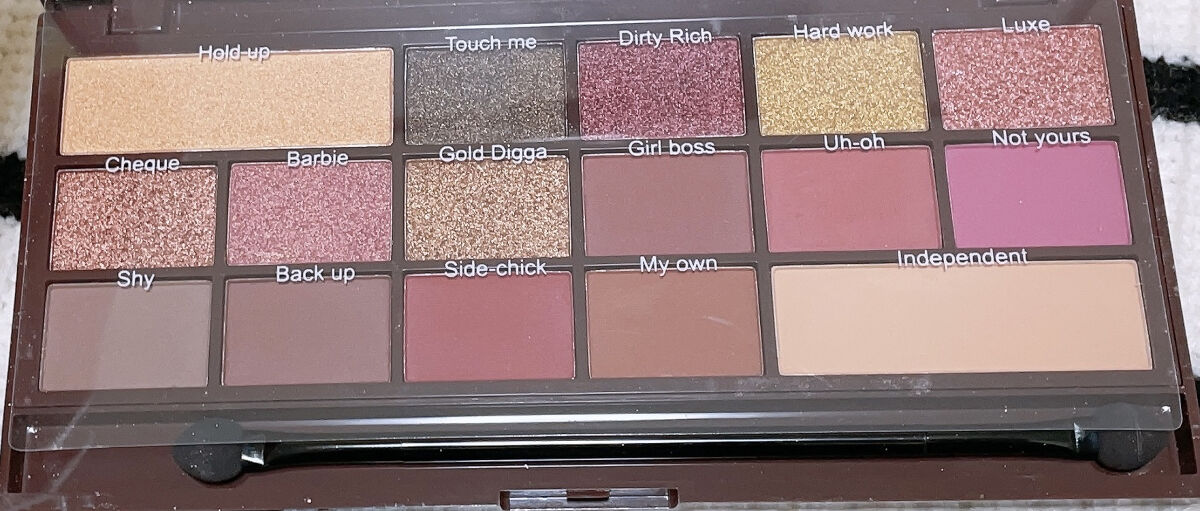 Hold up
Touch me
Dirty Rich
Hard work
Luxe
Cheque
Barbie
Gold Digga
Girl boss
Uh-oh
Not yours
Shy
Back up
Side-chick
My own
Independent